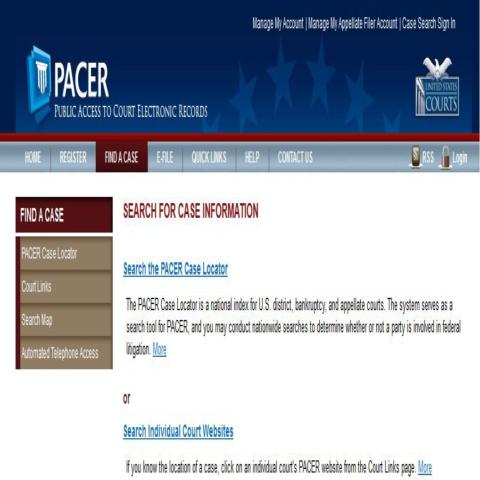 Manage My Account | Manage My Appellate Filer Account | Case Search Sign In
PACER
PUBLIC ACCESS TO COURT ELECTRONIC RECORDS
UNITED STATES
COURTS
HOME REGISTER FIND A CASE E-FILE QUICK LINKS HELP CONTACT US RSS Login
FIND A CASE
PACER Case Locator
Court Links
Search Map
Automated Telephone Access
SEARCH FOR CASE INFORMATION
Search the PACER Case Locator
The PACER Case Locator is a national index for U.S. district, bankruptcy, and appellate courts. The system serves as a
search tool for PACER, and you may conduct nationwide searches to determine whether or not a party is involved in federal
litigation. More
or
Search Individual Court Websites
If you know the location of a case, click on an individual court's PACER website from the Court Links page. More